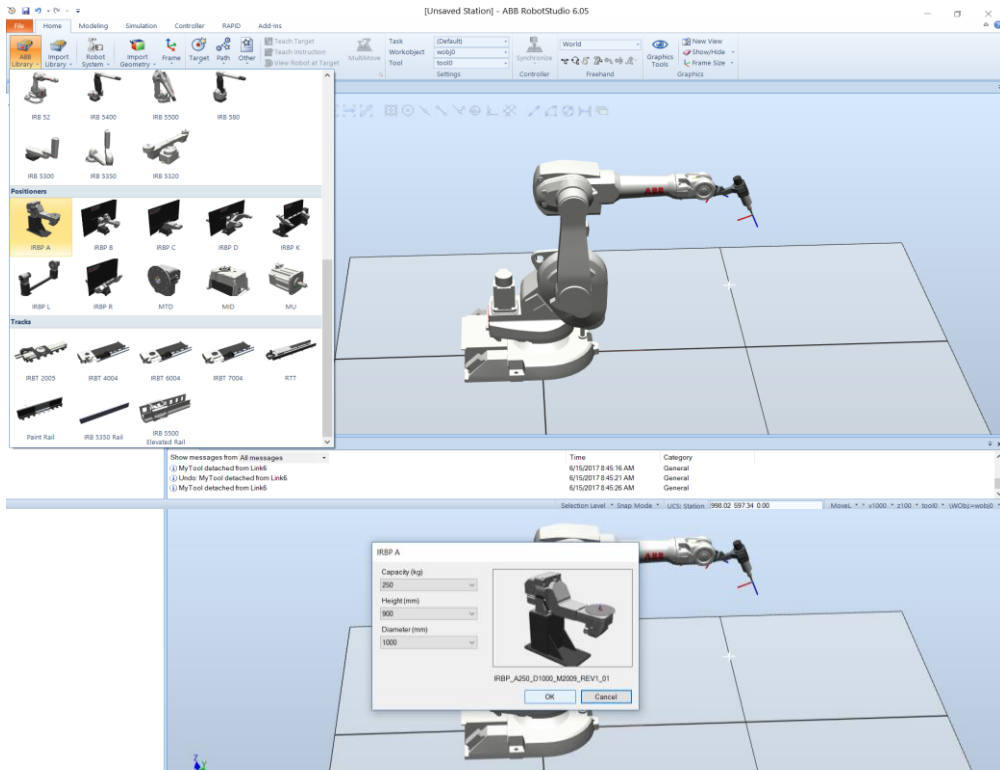 [Unsaved Station] - ABB RobotStudio 6.05
File Home Modeling Simulation Controller RAPID Add-Ins
ABB Library
Import Library
Robot System
Import Geometry
Frame
Target
Path
Other
Teach Target
Teach Instruction
View Robot at Target
MultiMove
Task (Default)
Workobject wobj0
Tool tool0
Settings
Synchronize
Controller
World
Freehand
Graphics Tools
New View
Show/Hide
Frame Size
Graphics
IRB 52 IRB 5400 IRB 5500 IRB 580
IRB 5300 IRB 5350 IRB 5320
Positioners
IRBP A IRBP B IRBP C IRBP D IRBP K
IRBP L IRBP R MTD MID MU
Tracks
IRBT 2005 IRBT 4004 IRBT 6004 IRBT 7004 RTT
Paint Rail IRB 5350 Rail IRB 5500 Elevated Rail
ABB
Show messages from All messages Time Category
MyTool detached from Link6 6/15/2017 8:45:16 AM General
Undo: MyTool detached from Link6 6/15/2017 8:45:21 AM General
MyTool detached from Link6 6/15/2017 8:45:26 AM General
Selection Level Snap Mode UCS: Station 998.02 597.34 0.00 MoveL * v1000 z100 tool0 \WObj:=wobj0
ABB
IRBP A
Capacity (kg)
250
Height (mm)
900
Diameter (mm)
1000
IRBP_A250_D1000_M2009_REV1_01
OK Cancel
Z
Y